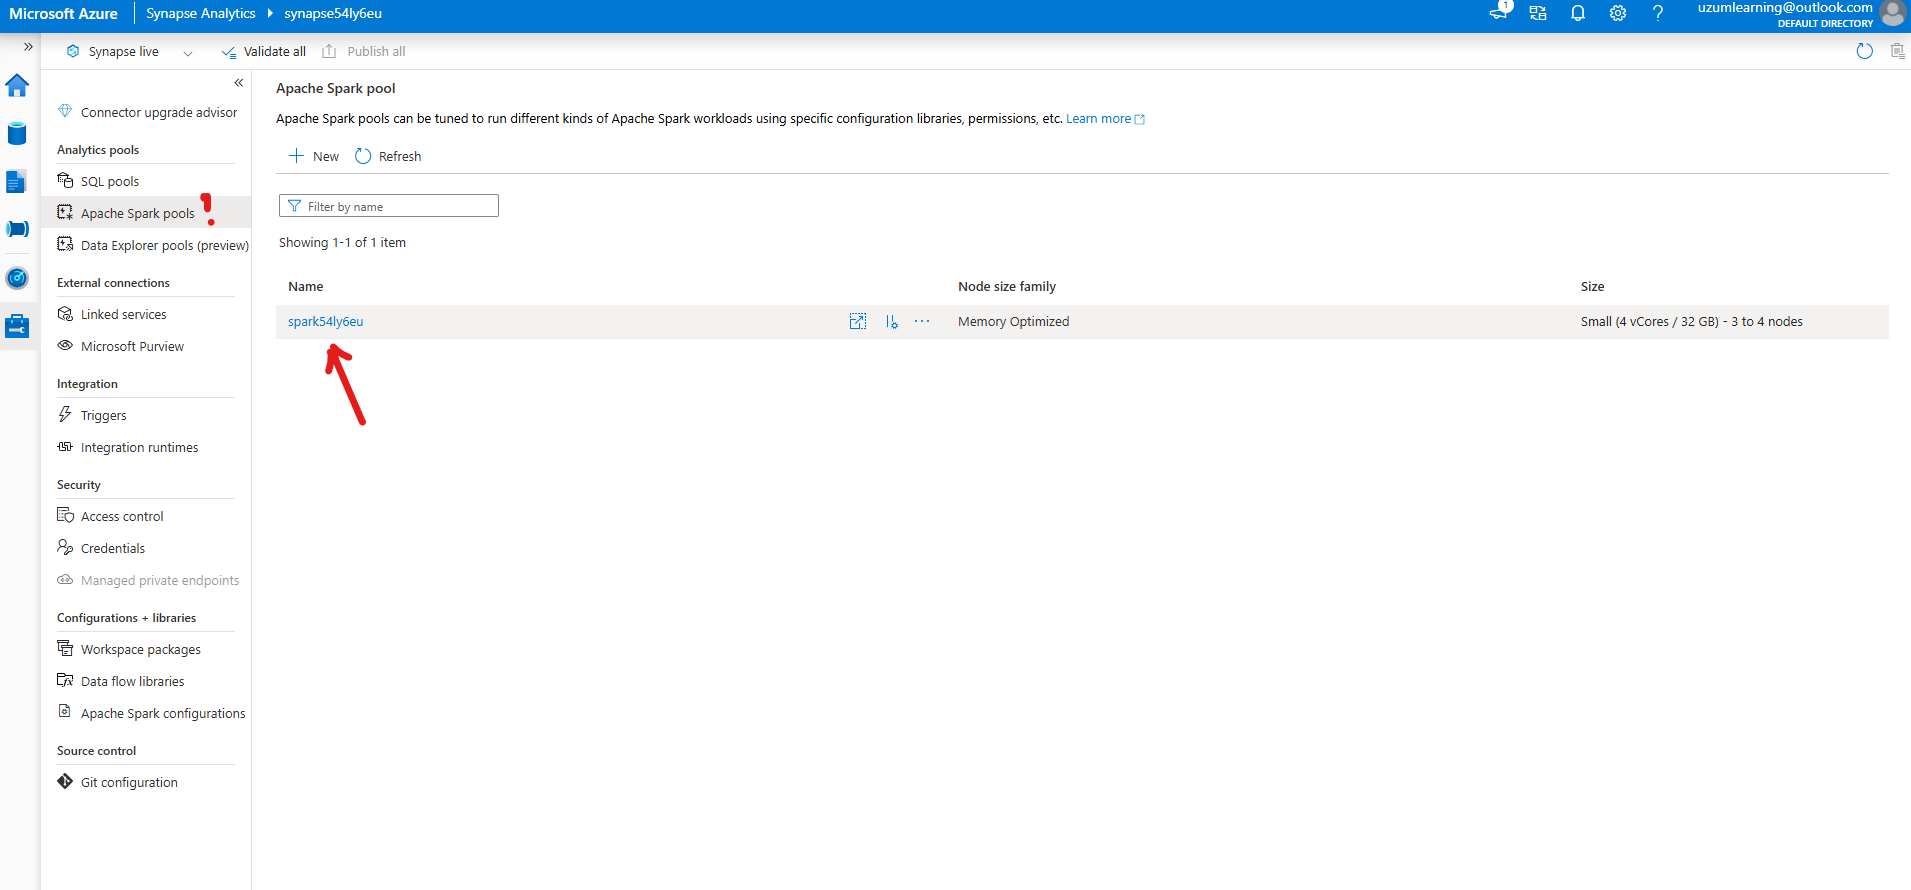 Microsoft Azure Synapse Analytics synapse54ly6eu 1 uzumlearning@outlook.com
DEFAULT DIRECTORY
Synapse live Validate all Publish all
Connector upgrade advisor
Analytics pools
SQL pools
Apache Spark pools
Data Explorer pools (preview)
External connections
Linked services
Microsoft Purview
Integration
Triggers
Integration runtimes
Security
Access control
Credentials
Managed private endpoints
Configurations + libraries
Workspace packages
Data flow libraries
Apache Spark configurations
Source control
Git configuration
Apache Spark pool
Apache Spark pools can be tuned to run different kinds of Apache Spark workloads using specific configuration libraries, permissions, etc. Learn more
New Refresh
Filter by name
Showing 1-1 of 1 item
Name Node size family Size
spark54ly6eu Memory Optimized Small (4 vCores / 32 GB) - 3 to 4 nodes